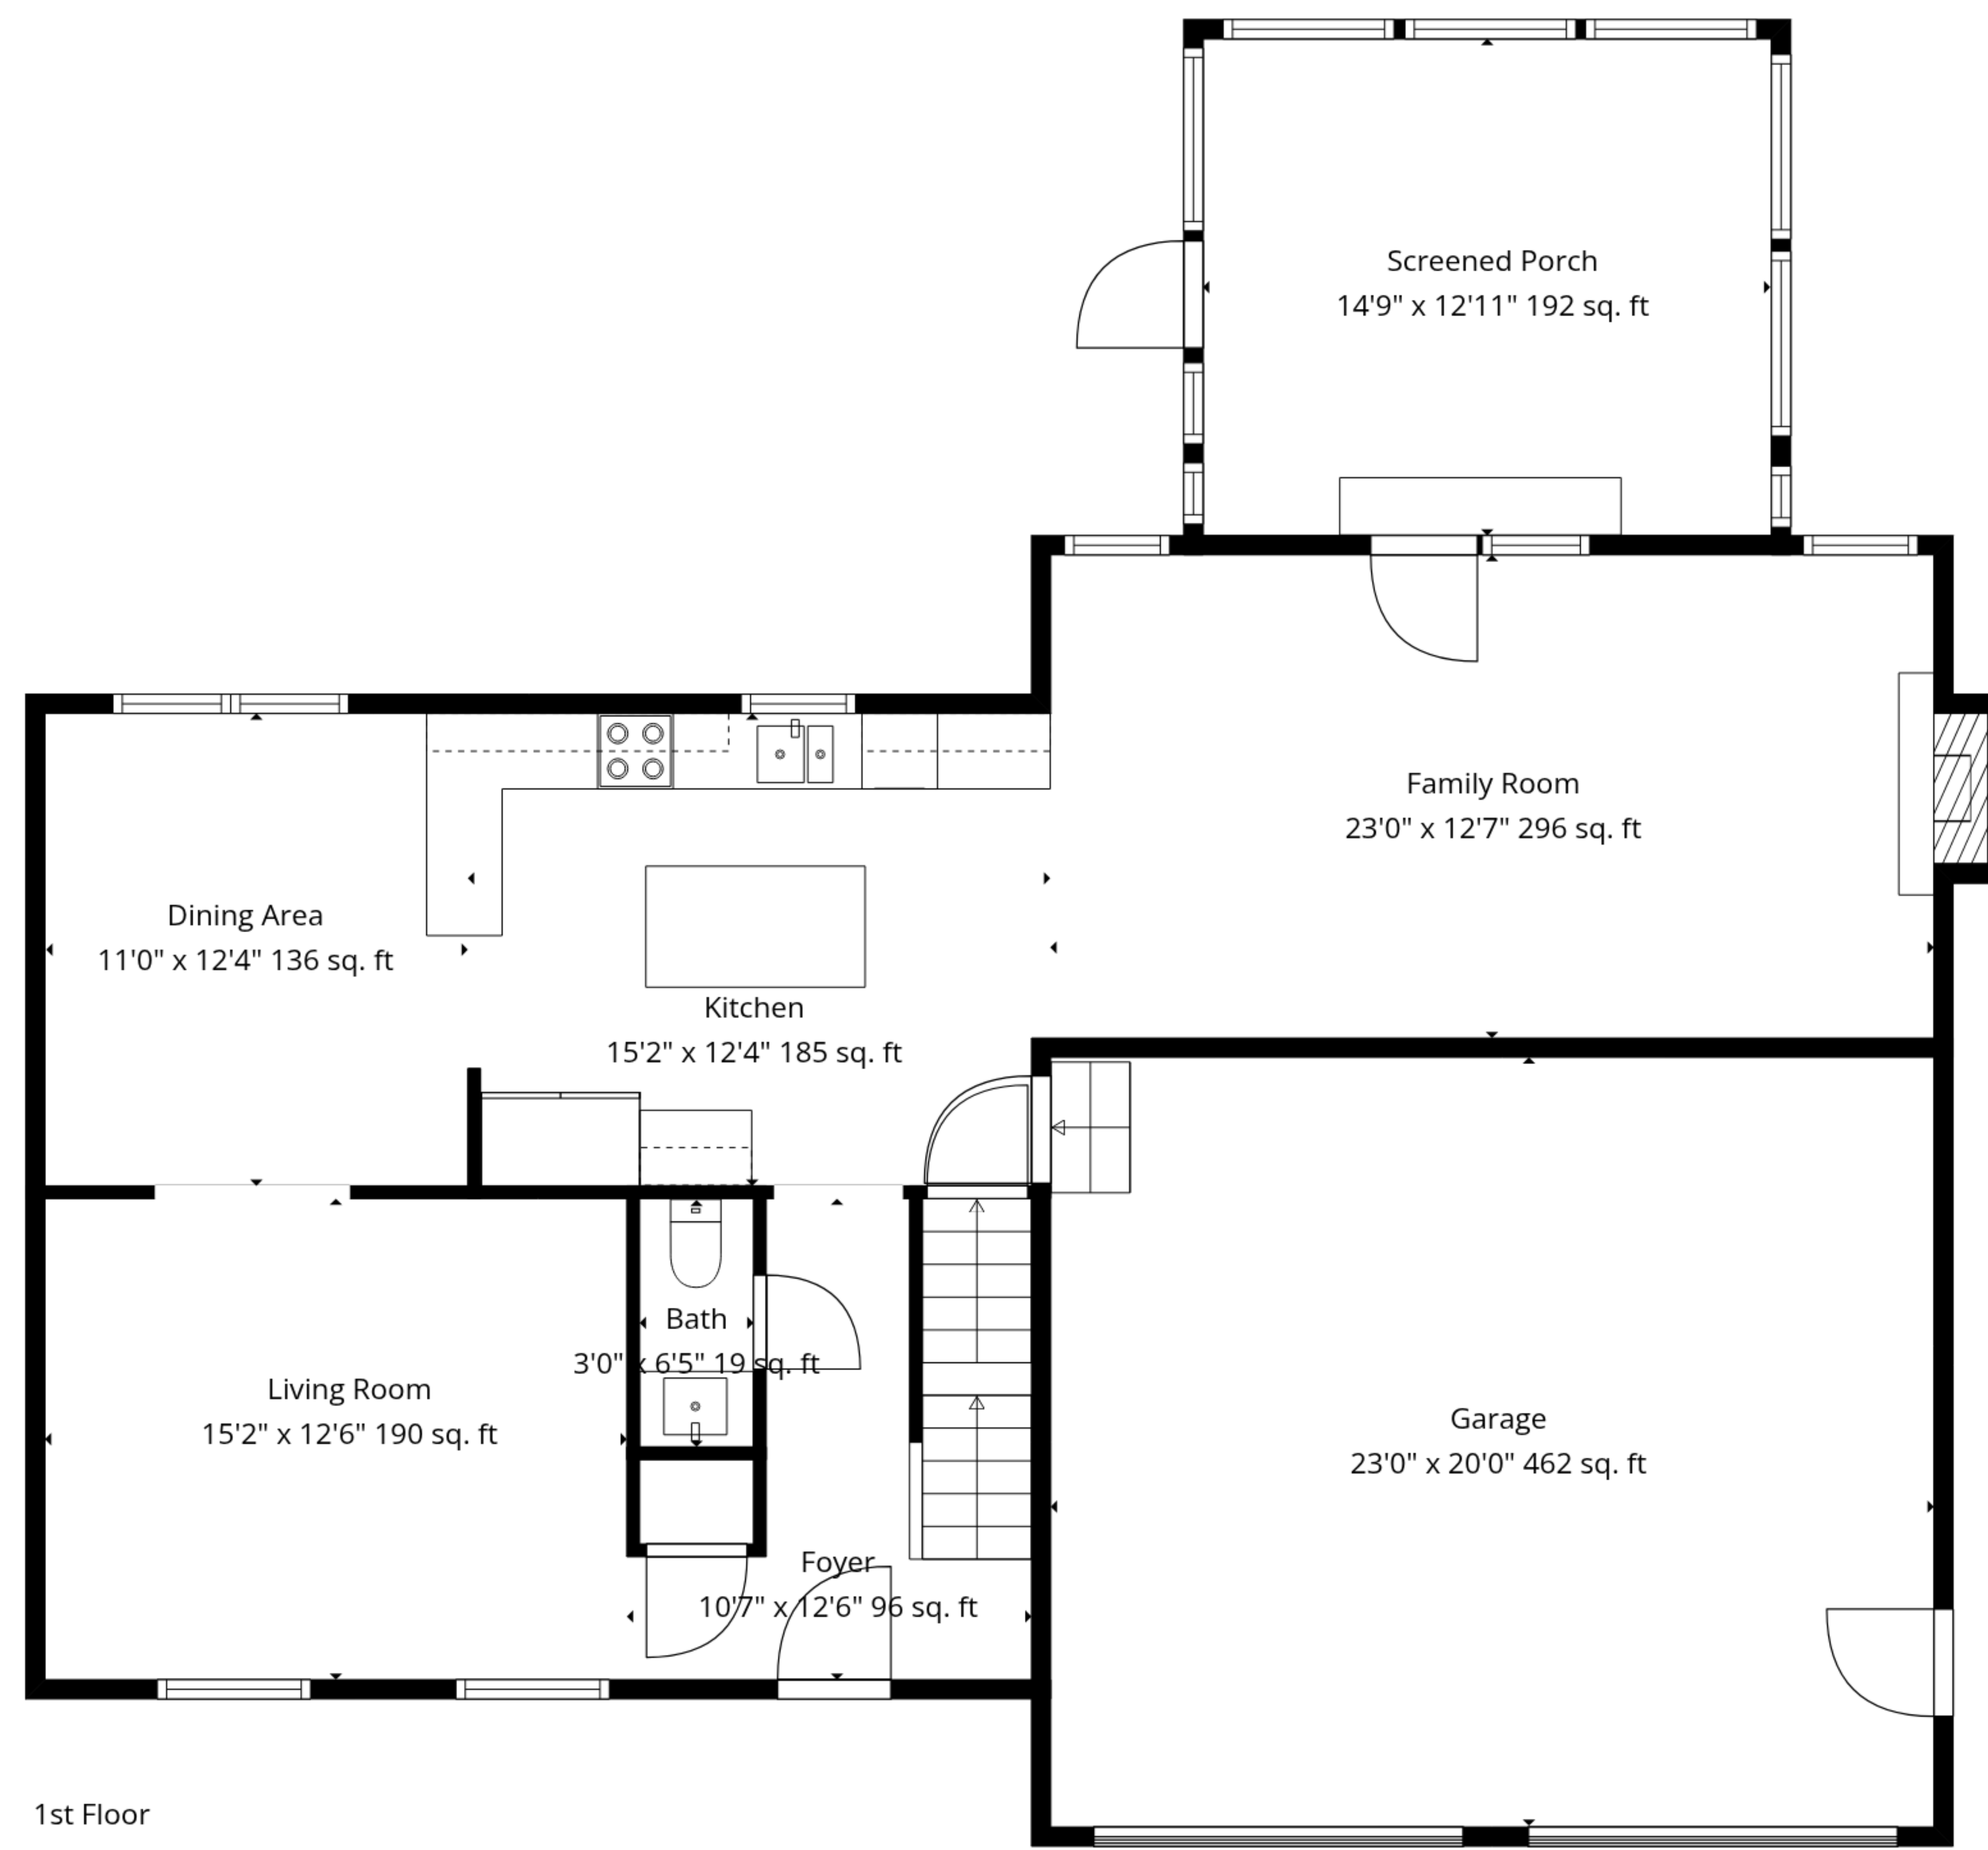 Screened Porch
14'9" x 12'11" 192 sq. ft
Family Room
23'0" x 12'7" 296 sq. ft
Dining Area
11'0" x 12'4" 136 sq. ft
Kitchen
15'2" x 12'4" 185 sq. ft
Bath
3'0" x 6'5" 19 sq. ft
Living Room
15'2" x 12'6" 190 sq. ft
Garage
23'0" x 20'0" 462 sq. ft
Foyer
10'7" x 12'6" 96 sq. ft
1st Floor